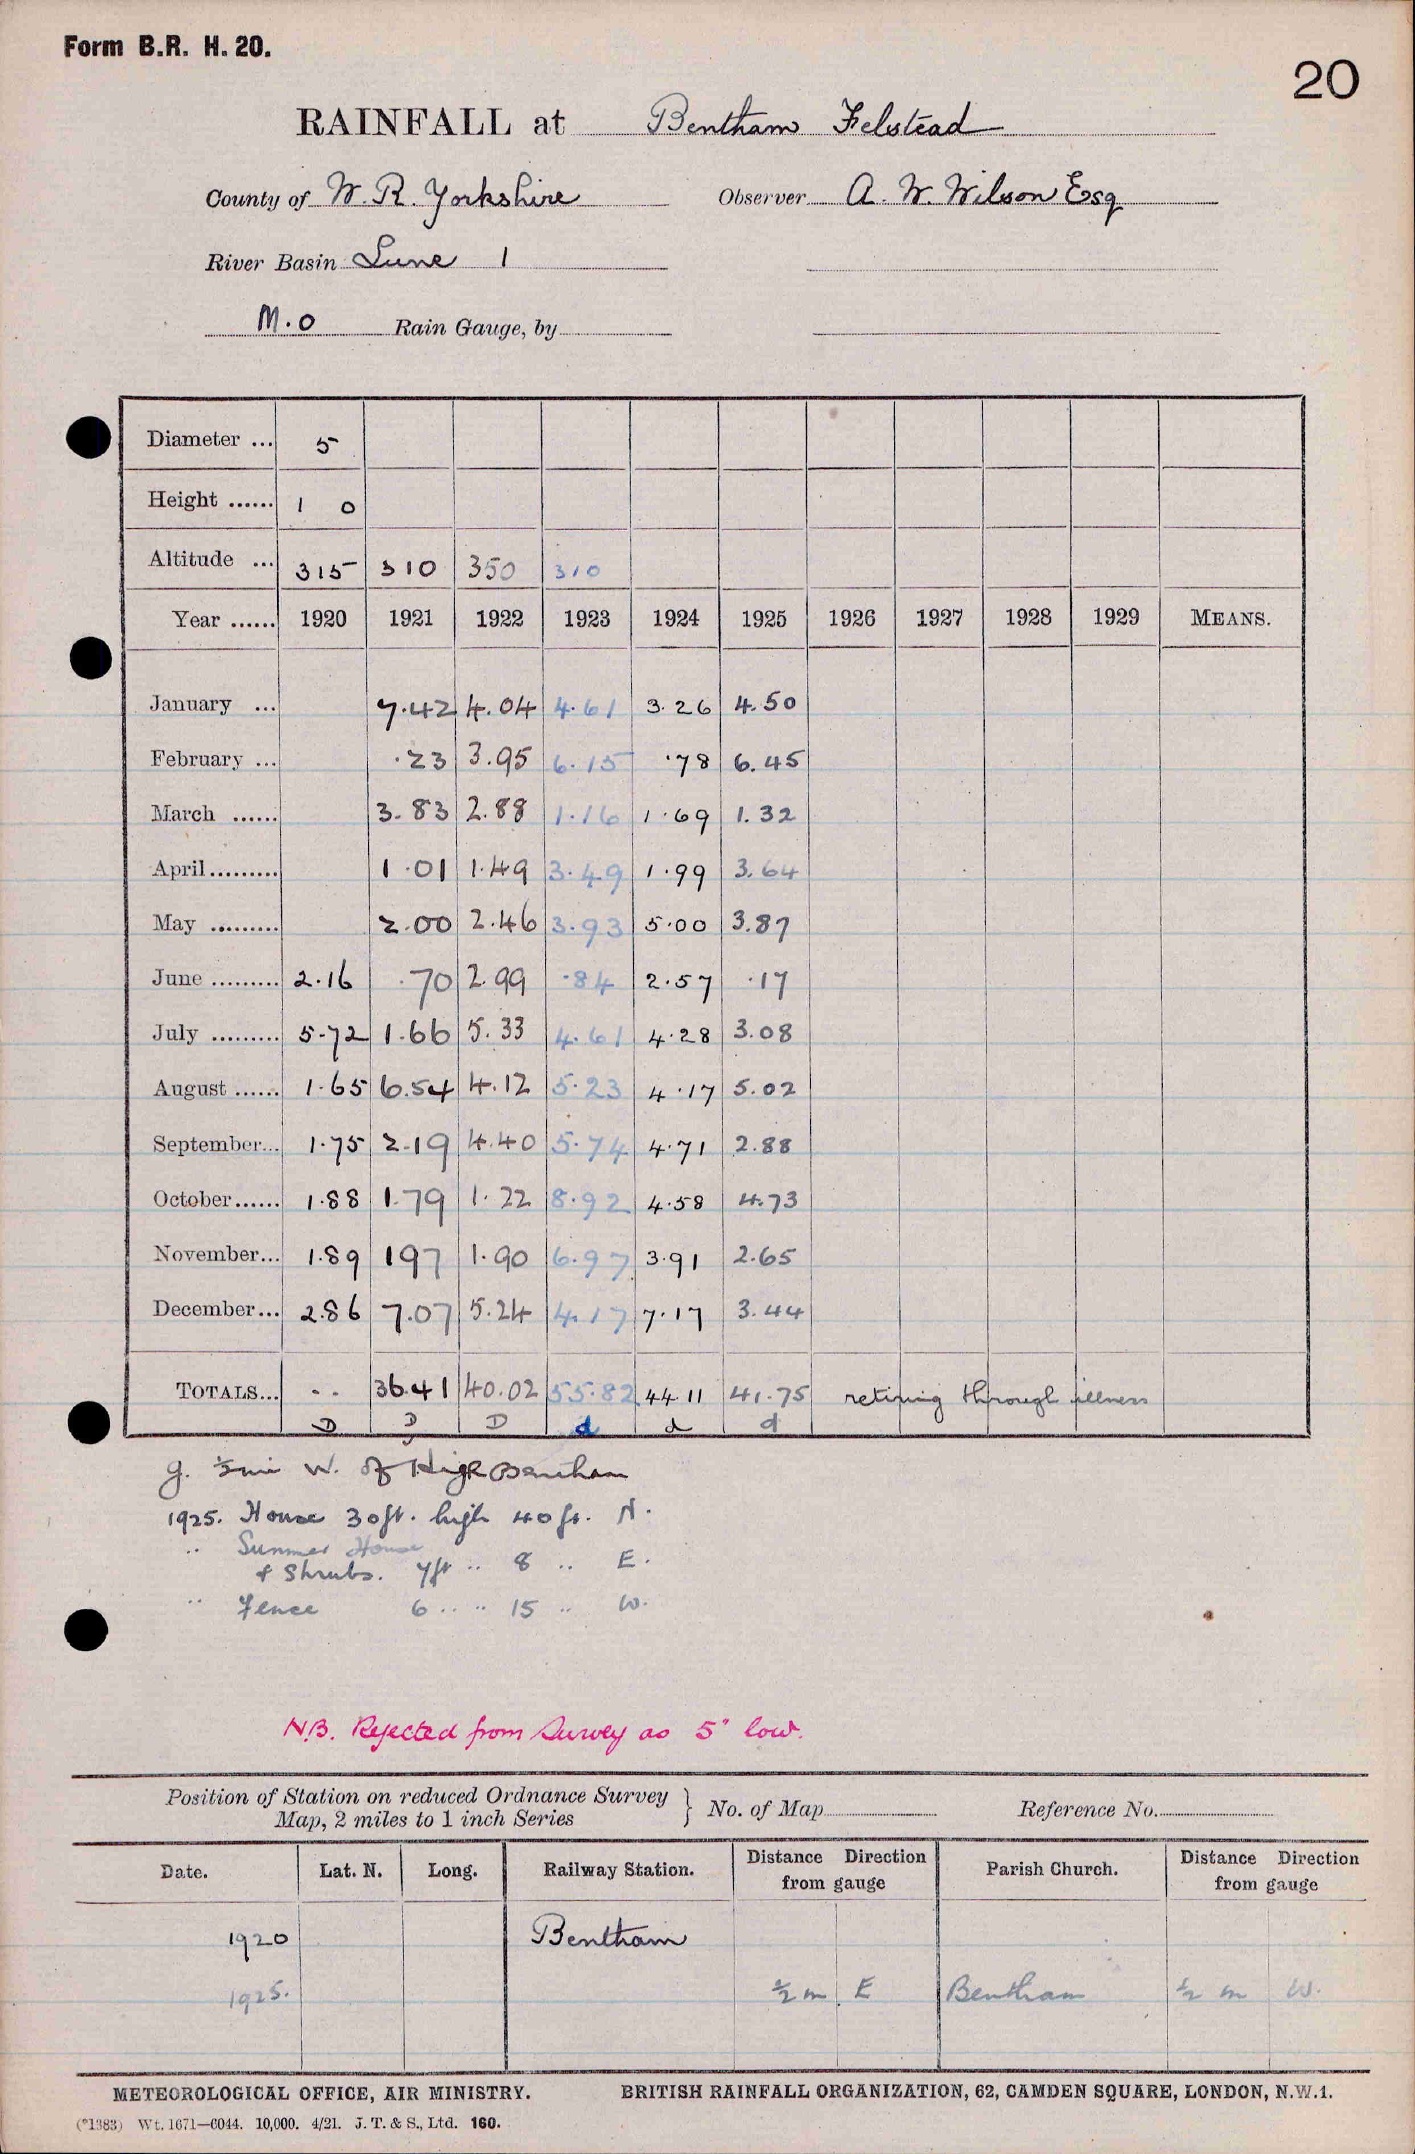 Form B.R. H. 20.
20
RAINFALL at Bentham Felstead
County of W. R. Yorkshire Observer A. W. Wilson Esq
River Basin Lune 1
M.O Rain Gauge, by
Diameter ... 5
Height ...... 1 0
Altitude ... 315 310 350 310
Year ...... 1920 1921 1922 1923 1924 1925 1926 1927 1928 1929 MEANS.
January ... 7.42 4.04 4.61 3.26 4.50
February ... .23 3.95 6.15 .78 6.45
March ...... 3.83 2.88 1.16 1.69 1.32
April......... 1.01 1.49 3.49 1.99 3.64
May ......... 2.00 2.46 3.93 5.00 3.87
June ......... 2.16 .70 2.99 .84 2.57 .17
July ......... 5.72 1.66 5.33 4.61 4.28 3.08
August ...... 1.65 6.54 4.12 5.23 4.17 5.02
September... 1.75 2.19 4.40 5.74 4.71 2.88
October...... 1.88 1.79 1.22 8.92 4.58 4.73
November... 1.89 197 1.90 6.97 3.91 2.65
December... 2.86 7.07 5.24 4.17 7.17 3.44
TOTALS... .. 36.41 40.02 55.82 44.11 41.75 retiring through illness
D D D d d d
g. ½mi W. of High Bentham
1925. House 30ft. high 40ft. N.
" Summer House
& Shrubs. 7ft " 8 " E.
" Fence 6 " " 15 " W.
N.B. Rejected from Survey as 5" low.
Position of Station on reduced Ordnance Survey
Map, 2 miles to 1 inch Series } No. of Map Reference No.
Date. Lat. N. Long. Railway Station. Distance Direction from gauge Parish Church. Distance Direction from gauge
1920 Bentham
1925. ½ m E Bentham ½ m W.
METEOROLOGICAL OFFICE, AIR MINISTRY. BRITISH RAINFALL ORGANIZATION, 62, CAMDEN SQUARE, LONDON, N.W.1.
(*1383) Wt. 1671—6044. 10,000. 4/21. J. T. & S., Ltd. 160.